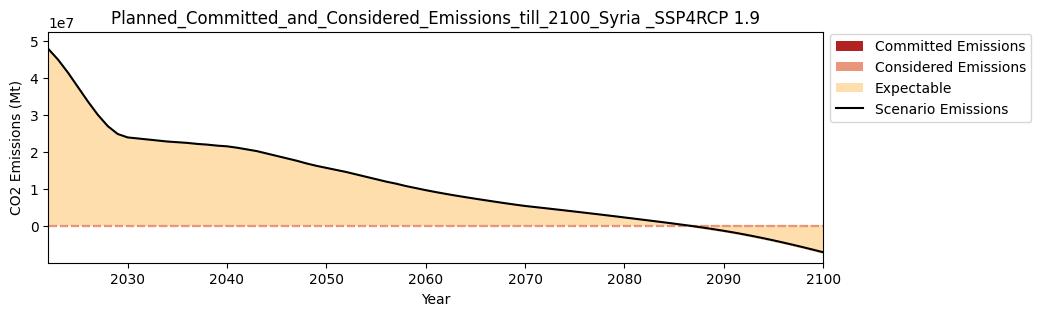 Planned_Committed_and_Considered_Emissions_till_2100_Syria _SSP4RCP 1.9
1e7
5
4
3
2
1
0
CO2 Emissions (Mt)
2030 2040 2050 2060 2070 2080 2090 2100
Year
Committed Emissions
Considered Emissions
Expectable
Scenario Emissions